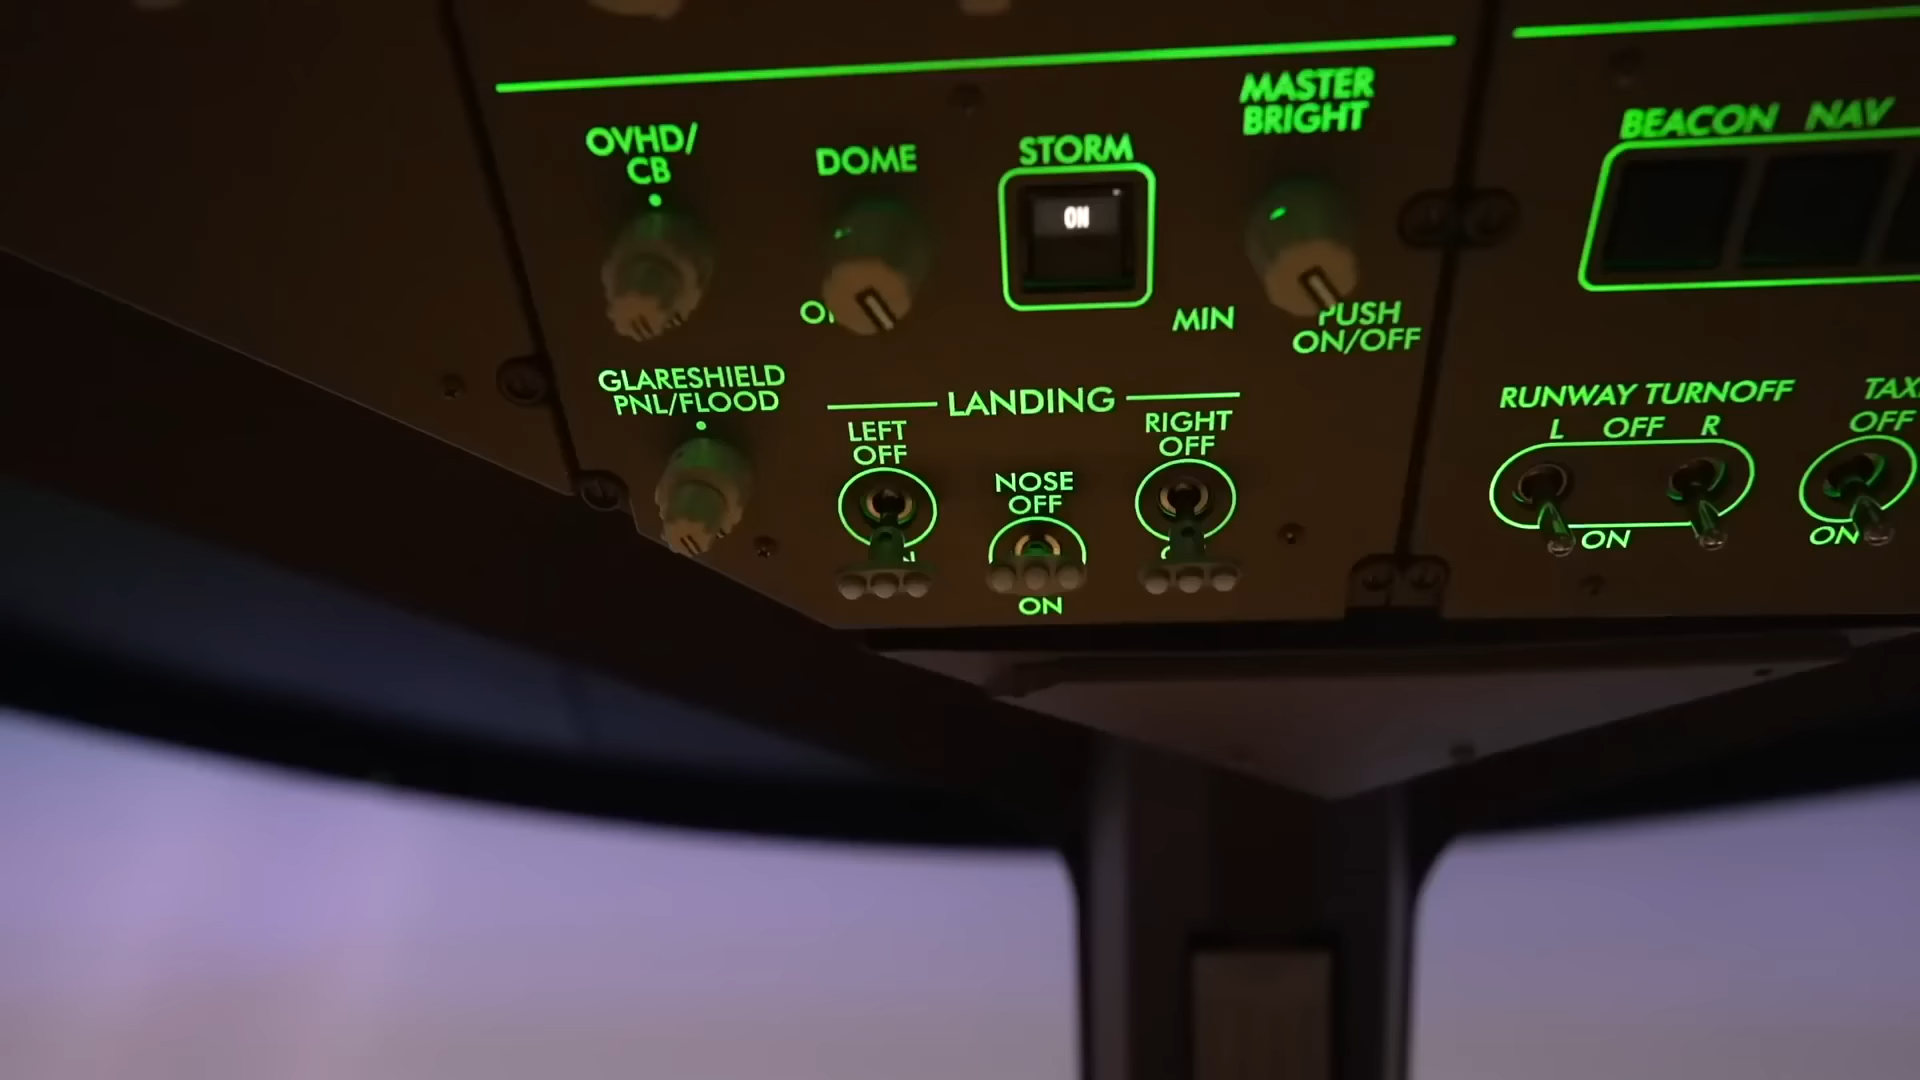 OVHD/
CB
DOME
STORM
ON
MASTER
BRIGHT
MIN
PUSH
ON/OFF
BEACON NAV
GLARESHIELD
PNL/FLOOD
LANDING
LEFT
OFF
NOSE
OFF
ON
RIGHT
OFF
RUNWAY TURNOFF
L OFF R
ON
OFF
ON